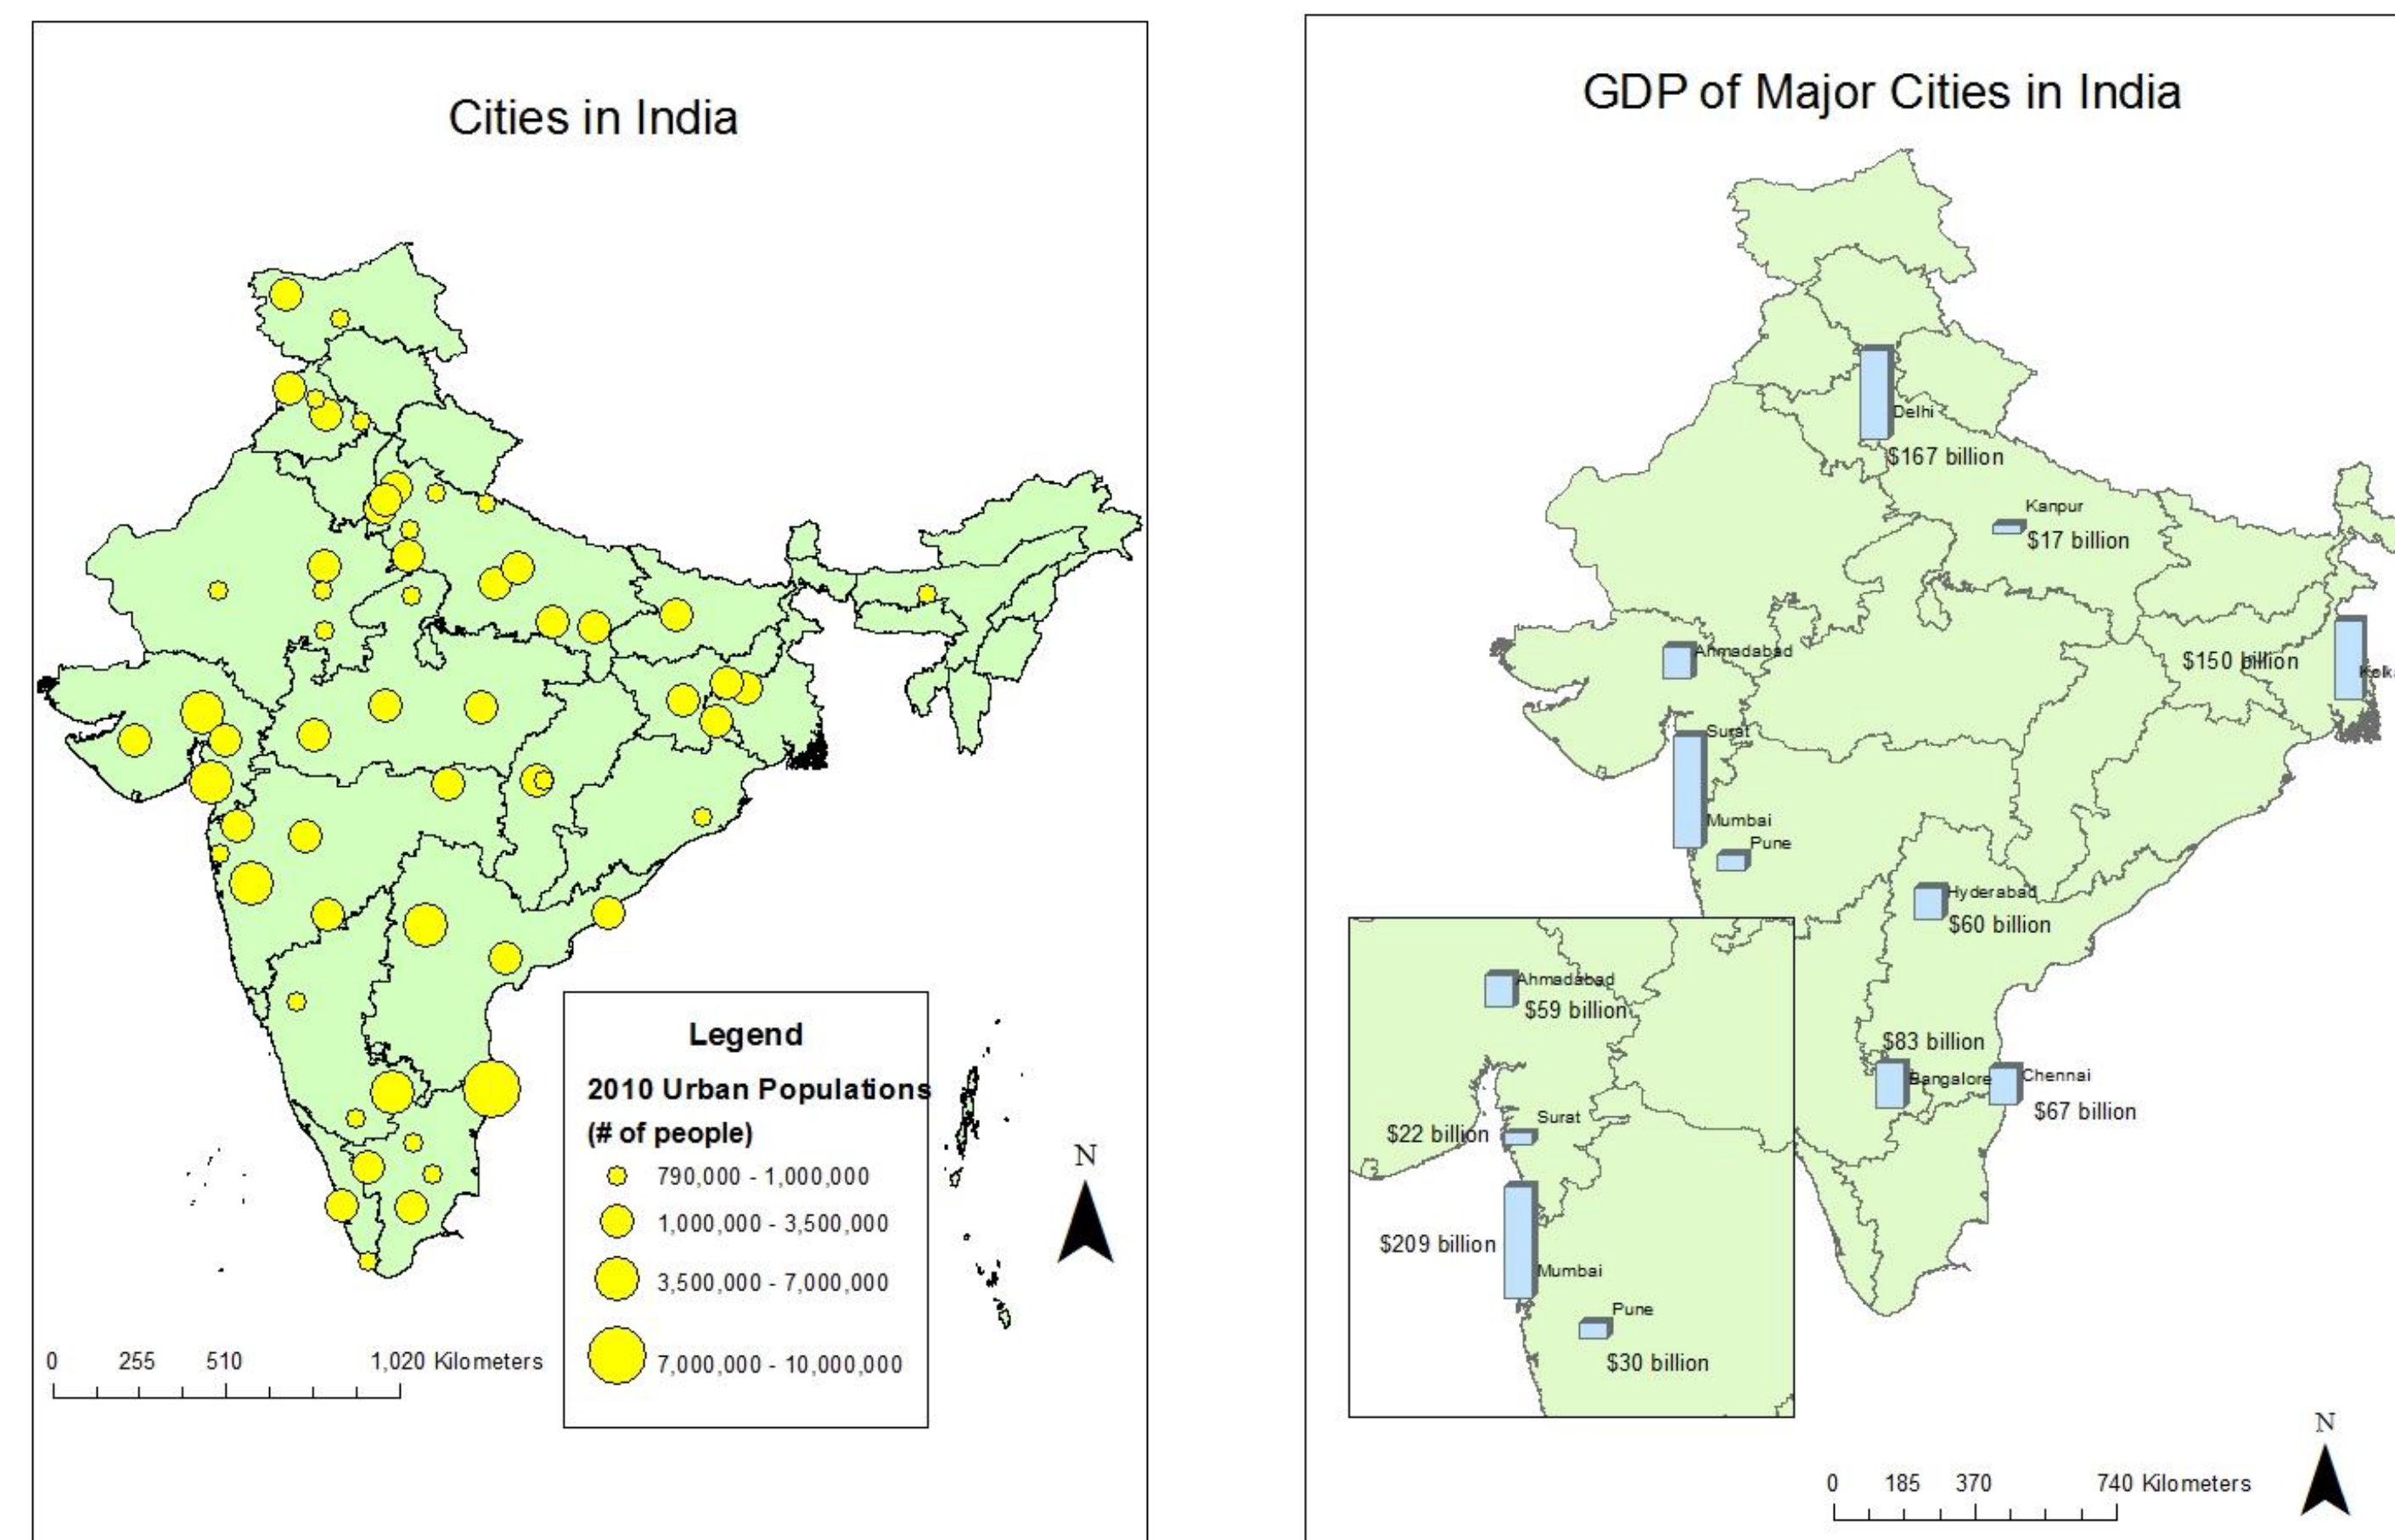 Cities in India
Legend
2010 Urban Populations
(# of people)
790,000 - 1,000,000
1,000,000 - 3,500,000
3,500,000 - 7,000,000
7,000,000 - 10,000,000
0 255 510 1,020 Kilometers
N
GDP of Major Cities in India
Delhi
$167 billion
Kanpur
$17 billion
Ahmadabad
$150 billion
Surat
Mumbai
Pune
Hyderabad
$60 billion
$83 billion
Bangalore
Chennai
$67 billion
Ahmadabad
$59 billion
Surat
$22 billion
$209 billion
Mumbai
Pune
$30 billion
0 185 370 740 Kilometers
N